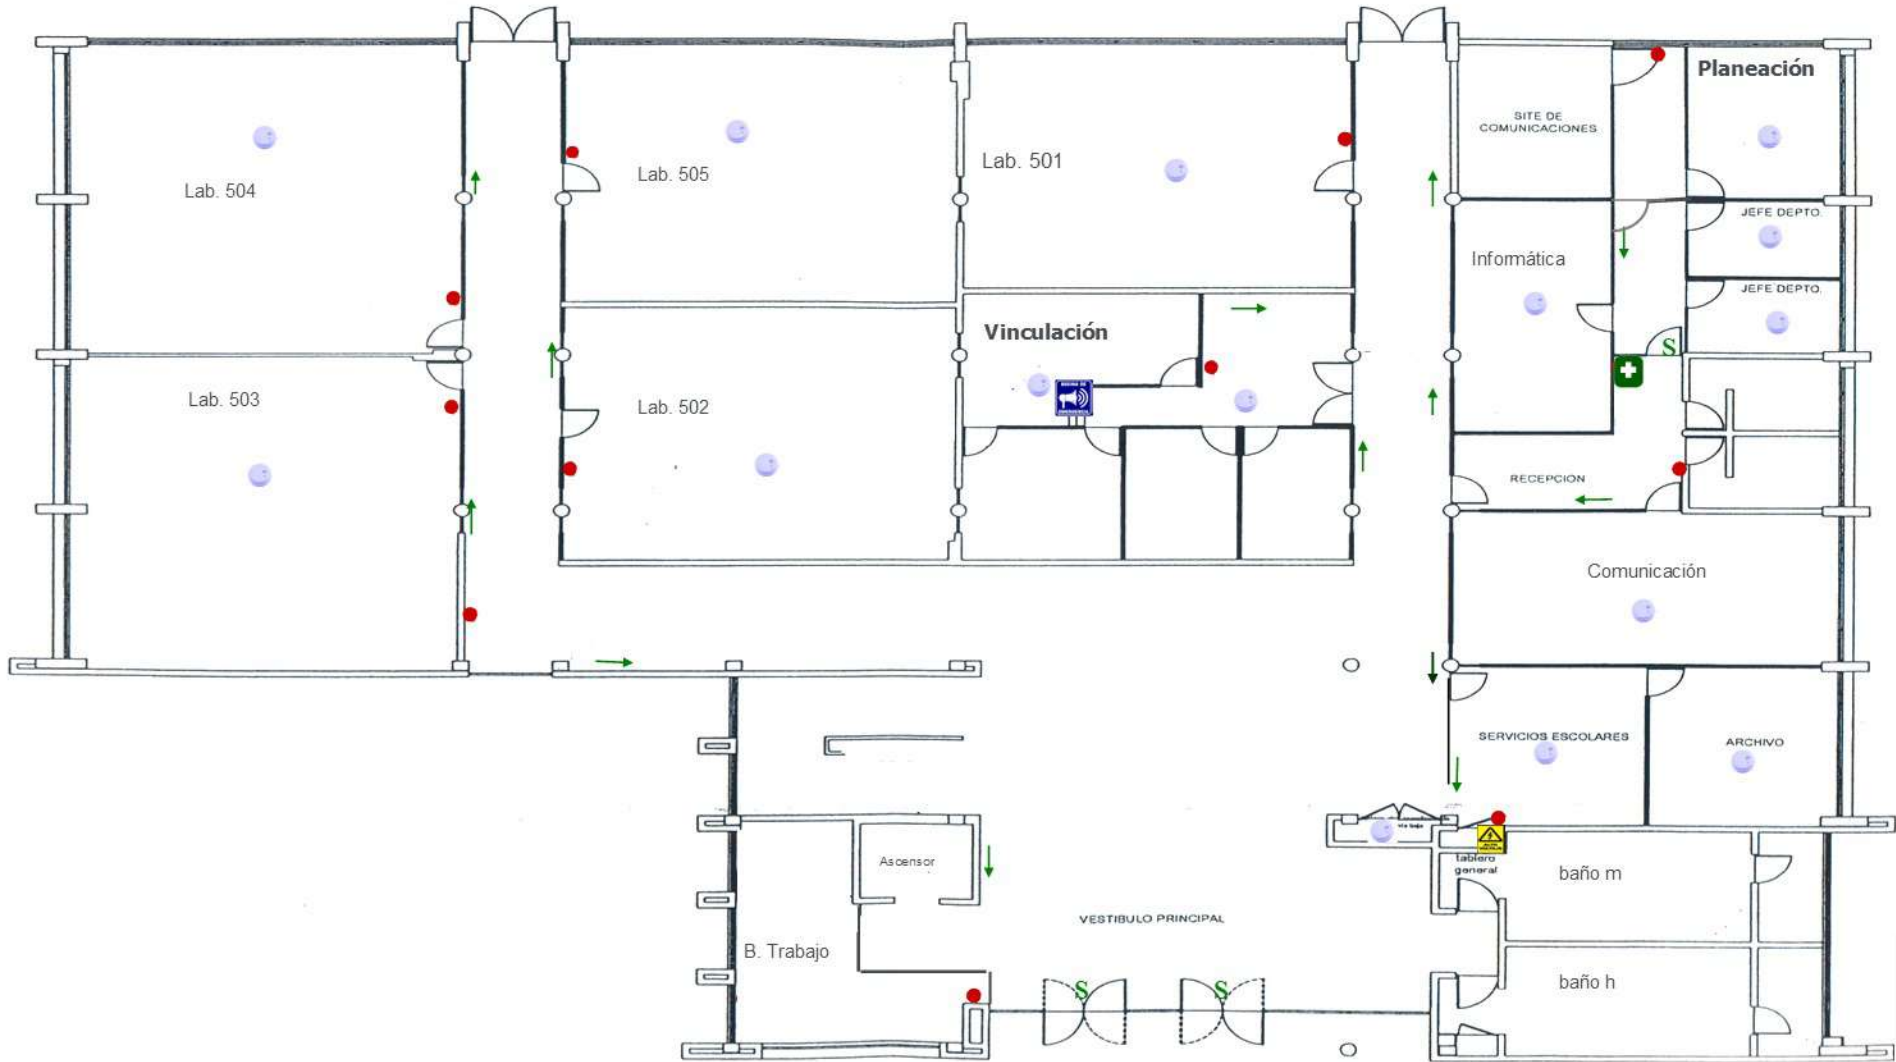 Planeación
SITE DE
COMUNICACIONES
Lab. 504
Lab. 505
Lab. 501
JEFE DEPTO.
Informática
JEFE DEPTO.
Vinculación
S
Lab. 503
Lab. 502
RECEPCION
Comunicación
SERVICIOS ESCOLARES
ARCHIVO
Ascensor
tablero
general
baño m
VESTIBULO PRINCIPAL
B. Trabajo
baño h
S
S